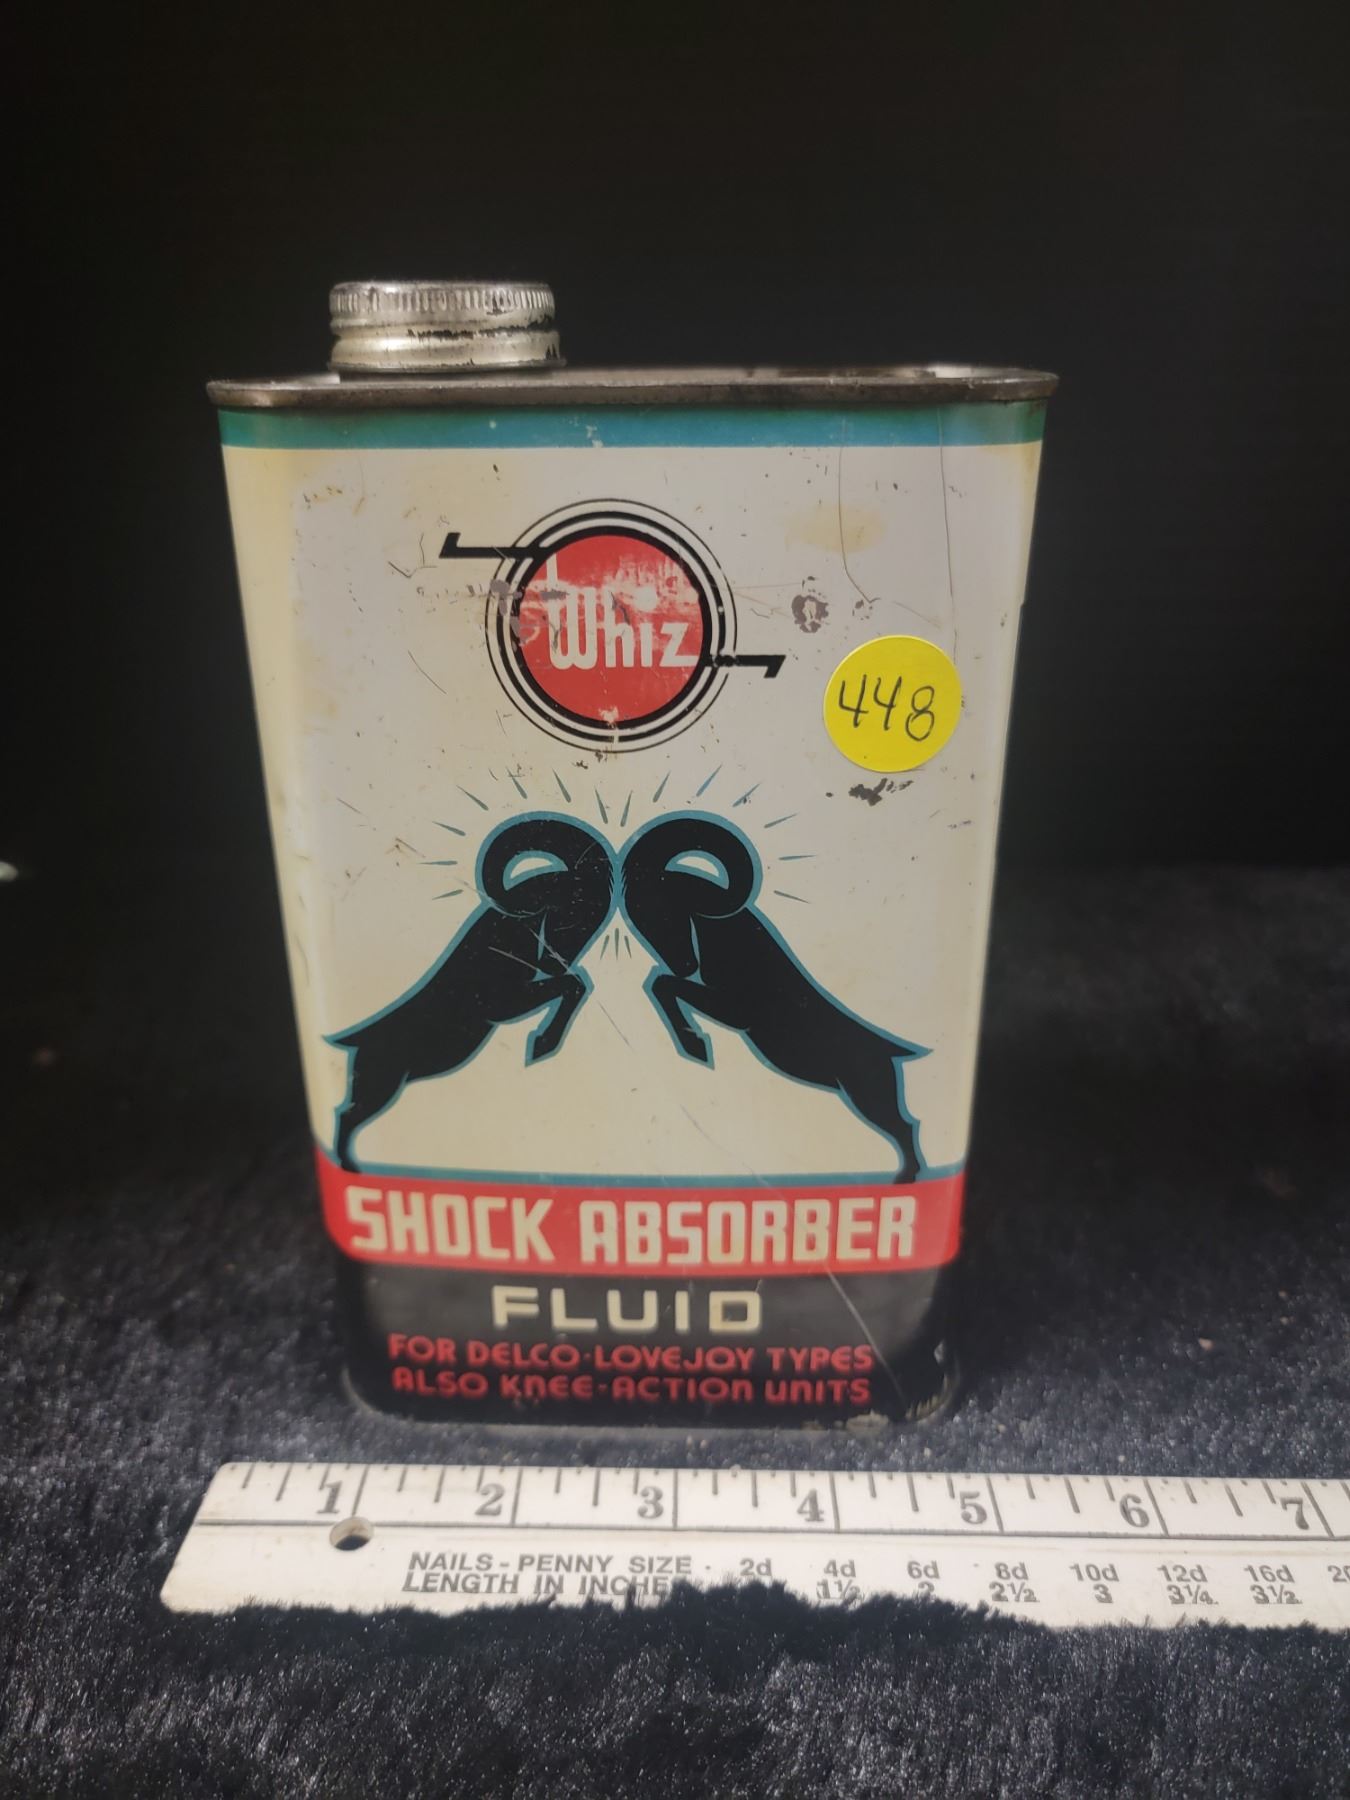 Whiz
448
SHOCK ABSORBER
FLUID
FOR DELCO-LOVEJOY TYPES
ALSO KNEE-ACTION UNITS
1 2 3 4 5 6 7
NAILS - PENNY SIZE . 2d 4d 6d 8d 10d 12d 16d
LENGTH IN INCHE 1½ 2 2½ 3 3¼ 3½